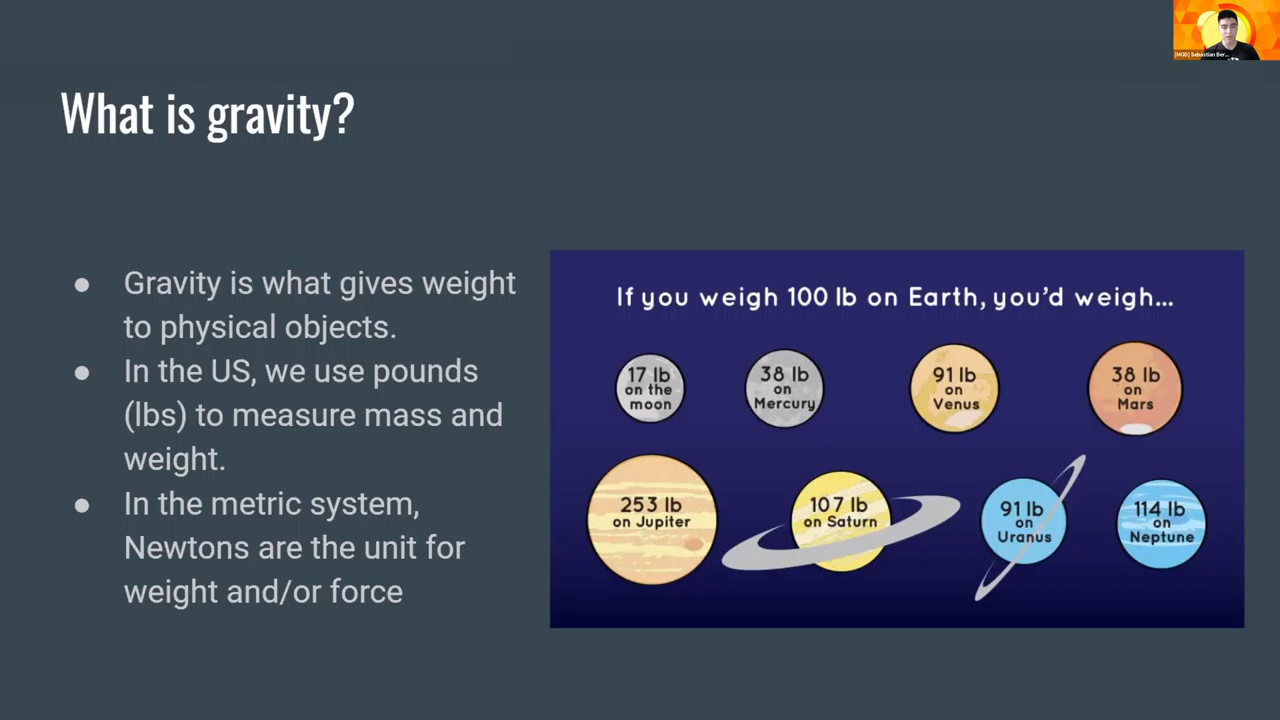 [MOD] Sebastian Ber...
What is gravity?
● Gravity is what gives weight
to physical objects.
● In the US, we use pounds
(lbs) to measure mass and
weight.
● In the metric system,
Newtons are the unit for
weight and/or force
If you weigh 100 lb on Earth, you'd weigh...
17 lb
on the
moon
38 lb
on
Mercury
91 lb
on
Venus
38 lb
on
Mars
253 lb
on Jupiter
107 lb
on Saturn
91 lb
on
Uranus
114 lb
on
Neptune